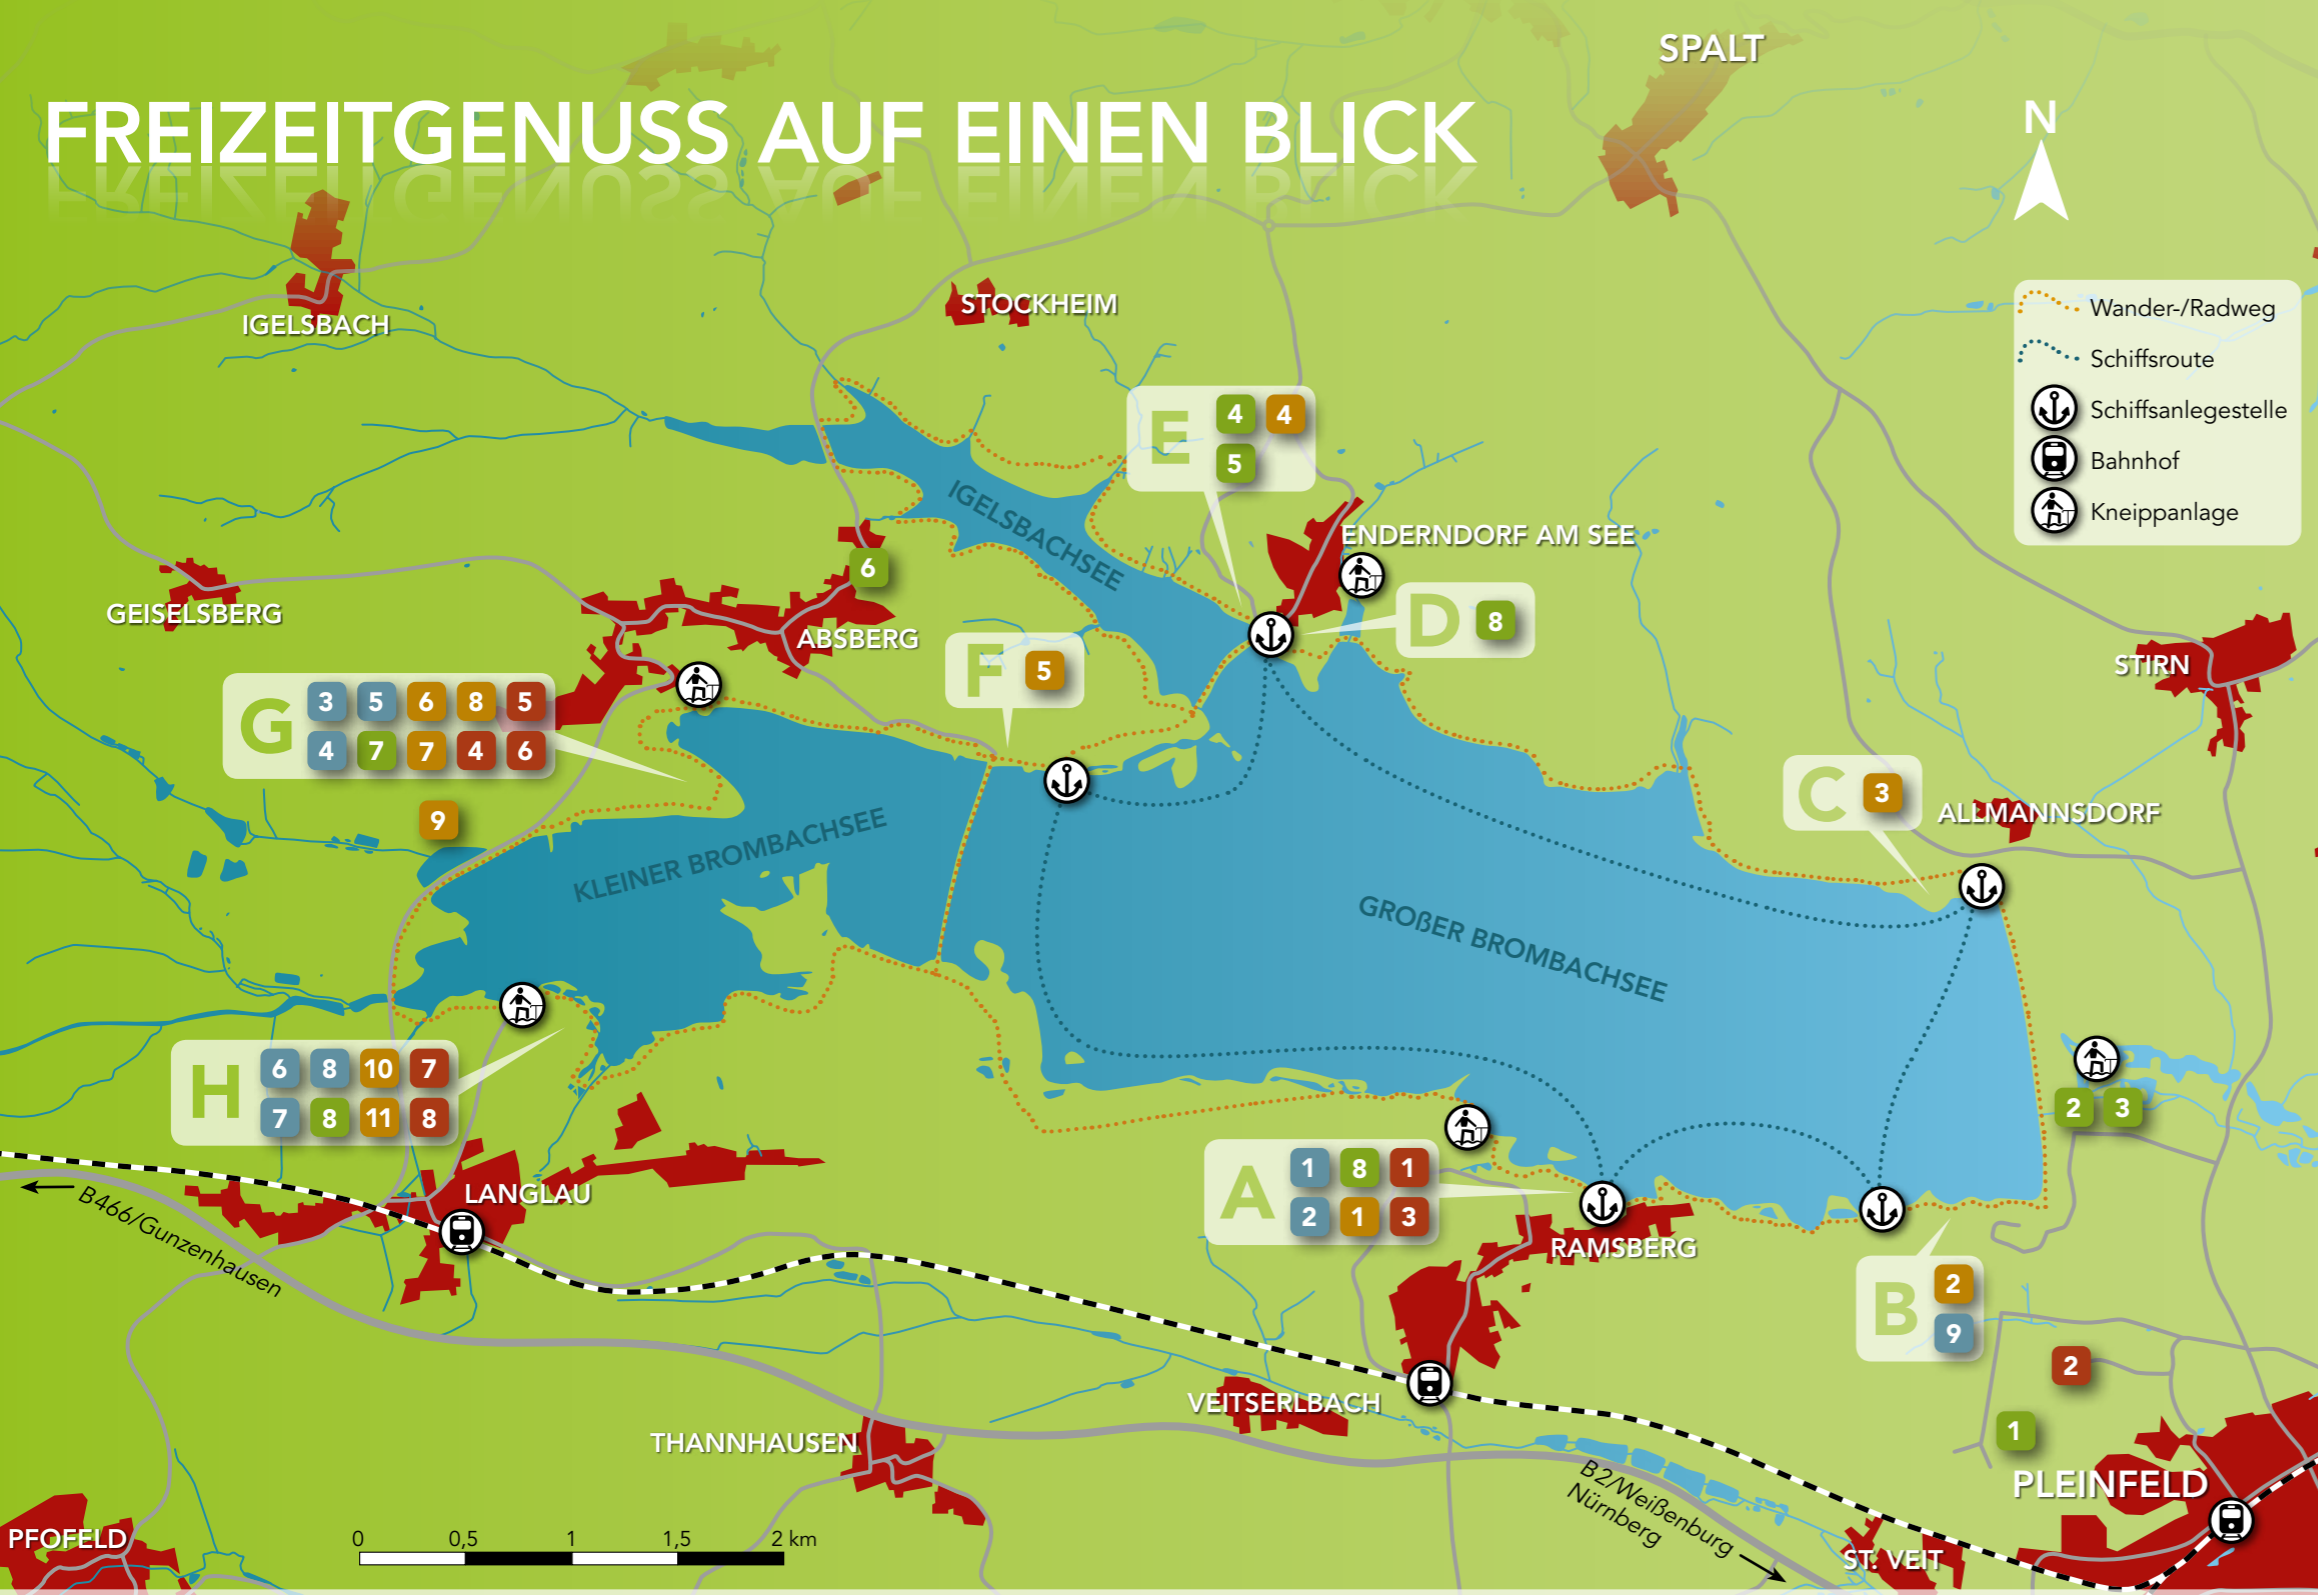 SPALT
FREIZEITGENUSS AUF EINEN BLICK
N
IGELSBACH
STOCKHEIM
Wander-/Radweg
Schiffsroute
Schiffsanlegestelle
Bahnhof
Kneippanlage
E 4 4
5
IGELSBACHSEE
ENDERNDORF AM SEE
GEISELSBERG
6
ABSBERG
D 8
F 5
STIRN
G 3 5 6 8 5
4 7 7 4 6
9
C 3
ALLMANNSDORF
KLEINER BROMBACHSEE
GROßER BROMBACHSEE
H 6 8 10 7
7 8 11 8
2 3
A 1 8 1
2 1 3
LANGLAU
B466/Gunzenhausen
RAMSBERG
B 2
9
2
1
VEITSERLBACH
THANNHAUSEN
PLEINFELD
B2/Weißenburg
Nürnberg
PFOFELD
0 0,5 1 1,5 2 km
ST. VEIT